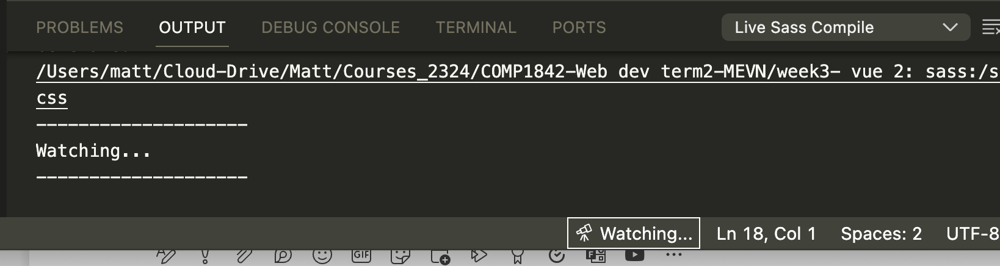 PROBLEMS OUTPUT DEBUG CONSOLE TERMINAL PORTS Live Sass Compile
/Users/matt/Cloud-Drive/Matt/Courses_2324/COMP1842-Web dev term2-MEVN/week3- vue 2: sass:/s
css
--------------------
Watching...
--------------------
Watching... Ln 18, Col 1 Spaces: 2 UTF-8
GIF